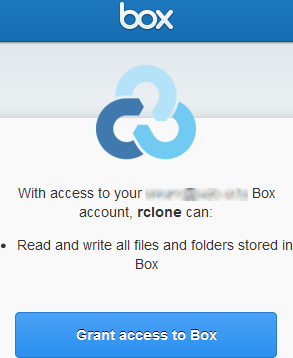 box
With access to your Box
account, rclone can:
• Read and write all files and folders stored in
Box
Grant access to Box